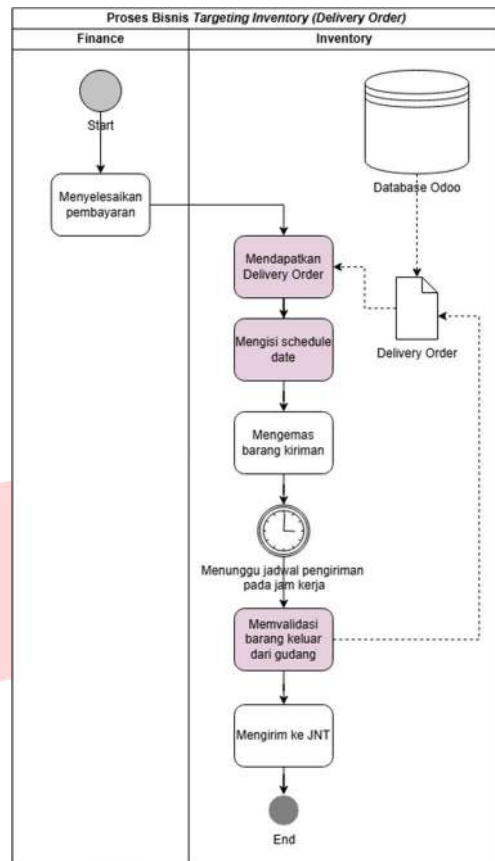 Proses Bisnis Targeting Inventory (Delivery Order)
Finance
Inventory
Start
Database Odoo
Menyelesaikan
pembayaran
Mendapatkan
Delivery Order
Delivery Order
Mengisi schedule
date
Mengemas
barang kiriman
Menunggu jadwal pengiriman
pada jam kerja
Memvalidasi
barang keluar
dari gudang
Mengirim ke JNT
End